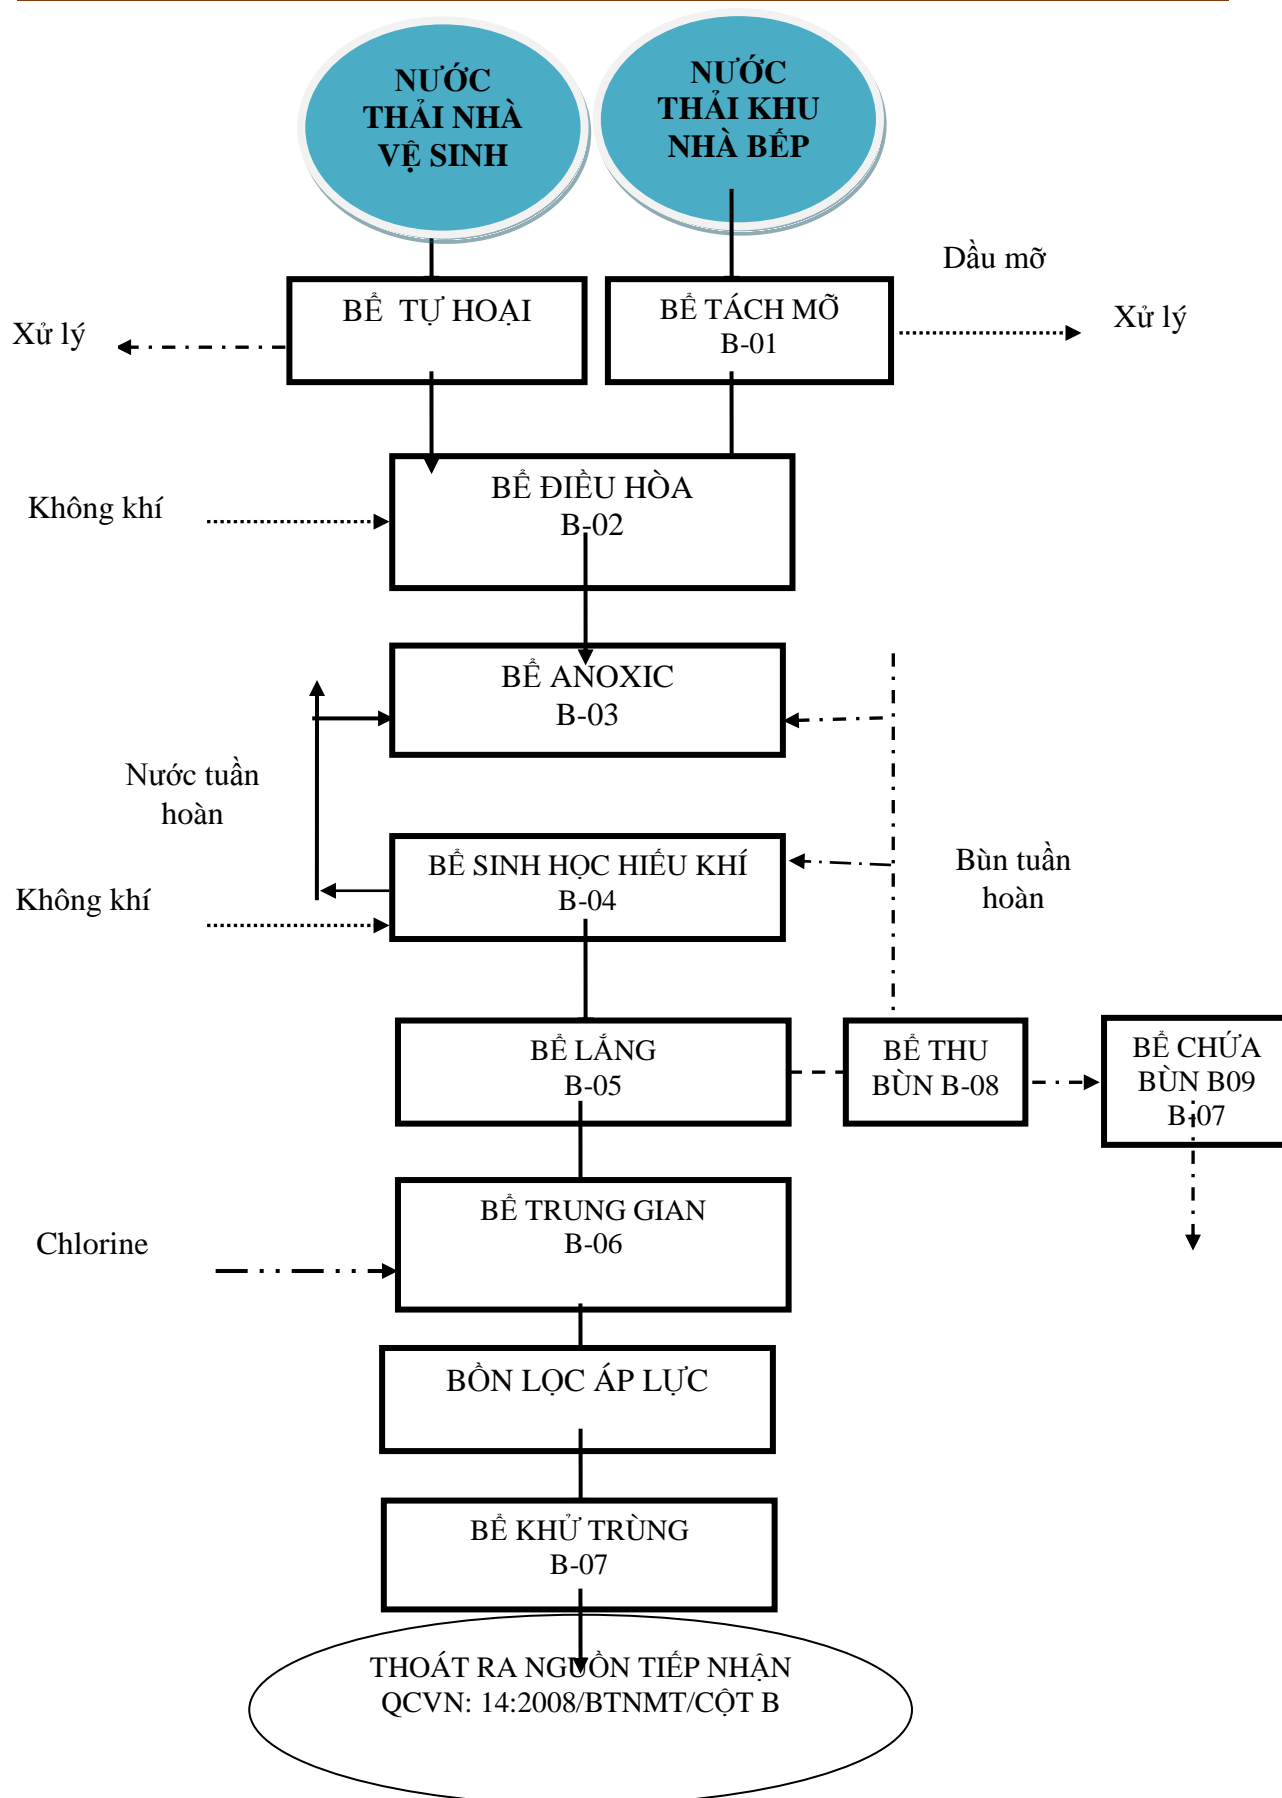 NƯỚC
THẢI NHÀ
VỆ SINH
NƯỚC
THẢI KHU
NHÀ BẾP
Dầu mỡ
BỂ TỰ HOẠI
BỂ TÁCH MỠ
B-01
Xử lý
Xử lý
BỂ ĐIỀU HÒA
B-02
Không khí
BỂ ANOXIC
B-03
Nước tuần
hoàn
BỂ SINH HỌC HIẾU KHÍ
B-04
Bùn tuần
hoàn
Không khí
BỂ LẮNG
B-05
BỂ THU
BÙN B-08
BỂ CHỨA
BÙN B09
B-07
BỂ TRUNG GIAN
B-06
Chlorine
BỒN LỌC ÁP LỰC
BỂ KHỬ TRÙNG
B-07
THOÁT RA NGUỒN TIẾP NHẬN
QCVN: 14:2008/BTNMT/CỘT B